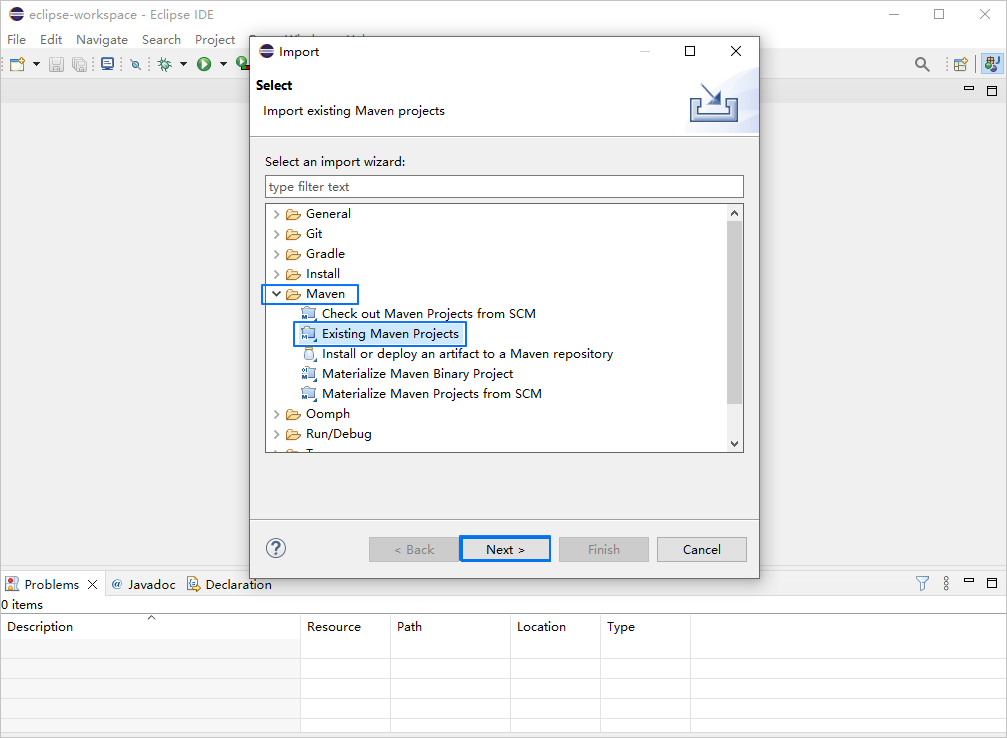 eclipse-workspace - Eclipse IDE
File Edit Navigate Search Project
Import
Select
Import existing Maven projects
Select an import wizard:
type filter text
General
Git
Gradle
Install
Maven
Check out Maven Projects from SCM
Existing Maven Projects
Install or deploy an artifact to a Maven repository
Materialize Maven Binary Project
Materialize Maven Projects from SCM
Oomph
Run/Debug
< Back Next > Finish Cancel
Problems @ Javadoc Declaration
0 items
Description Resource Path Location Type